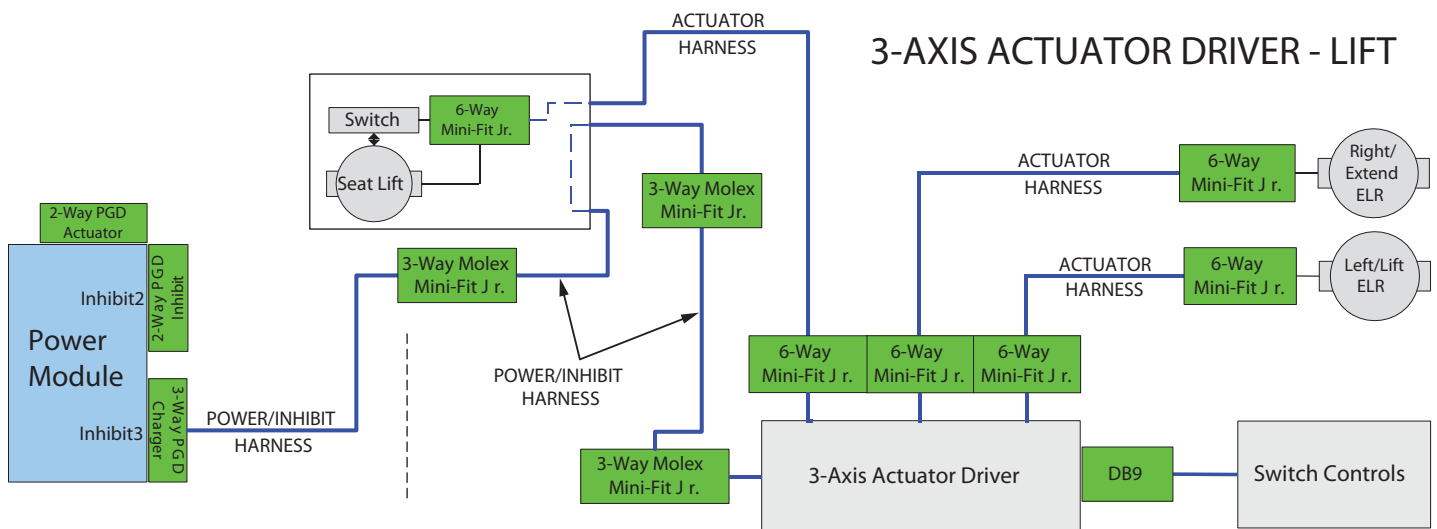 3-AXIS ACTUATOR DRIVER - LIFT
ACTUATOR
HARNESS
Switch
6-Way
Mini-Fit Jr.
Seat Lift
3-Way Molex
Mini-Fit Jr.
ACTUATOR
HARNESS
6-Way
Mini-Fit J r.
Right/
Extend
ELR
2-Way PGD
Actuator
Inhibit2
2-Way PGD
Inhibit
3-Way Molex
Mini-Fit J r.
ACTUATOR
HARNESS
6-Way
Mini-Fit J r.
Left/Lift
ELR
Power
Module
POWER/INHIBIT
HARNESS
6-Way
Mini-Fit J r.
6-Way
Mini-Fit J r.
6-Way
Mini-Fit J r.
Inhibit3
3-Way PGD
Charger
POWER/INHIBIT
HARNESS
3-Way Molex
Mini-Fit J r.
3-Axis Actuator Driver
DB9
Switch Controls